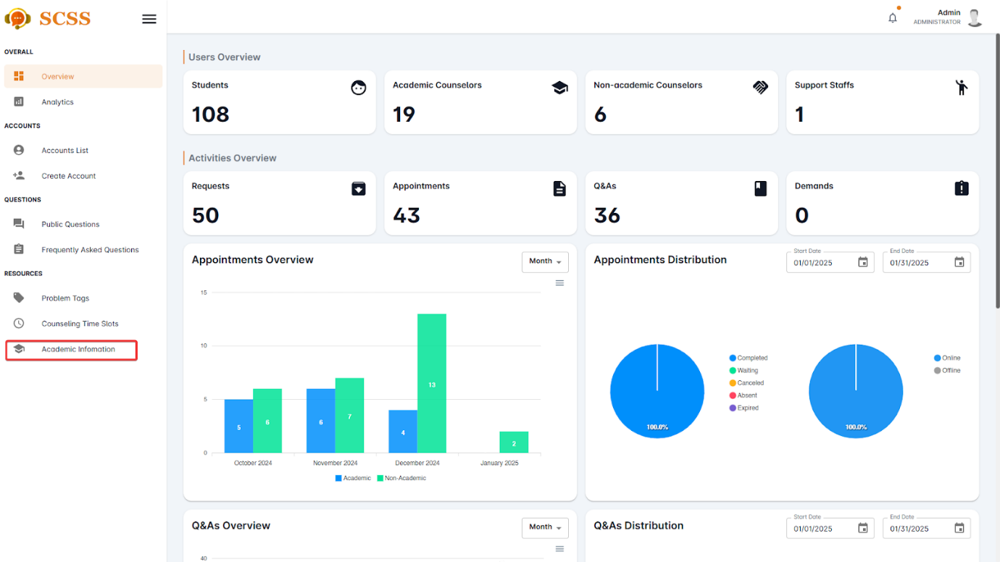 SCSS
Admin
ADMINISTRATOR
OVERALL
Overview
Analytics
ACCOUNTS
Accounts List
Create Account
QUESTIONS
Public Questions
Frequently Asked Questions
RESOURCES
Problem Tags
Counseling Time Slots
Academic Infomation
Users Overview
Students
108
Academic Counselors
19
Non-academic Counselors
6
Support Staffs
1
Activities Overview
Requests
50
Appointments
43
Q&As
36
Demands
0
Appointments Overview
Month
15
10
5
0
5
6
6
7
4
13
2
October 2024
November 2024
December 2024
January 2025
Academic
Non-Academic
Appointments Distribution
Start Date
01/01/2025
End Date
01/31/2025
100.0%
Completed
Waiting
Canceled
Absent
Expired
100.0%
Online
Offline
Q&As Overview
Month
40
Q&As Distribution
Start Date
01/01/2025
End Date
01/31/2025